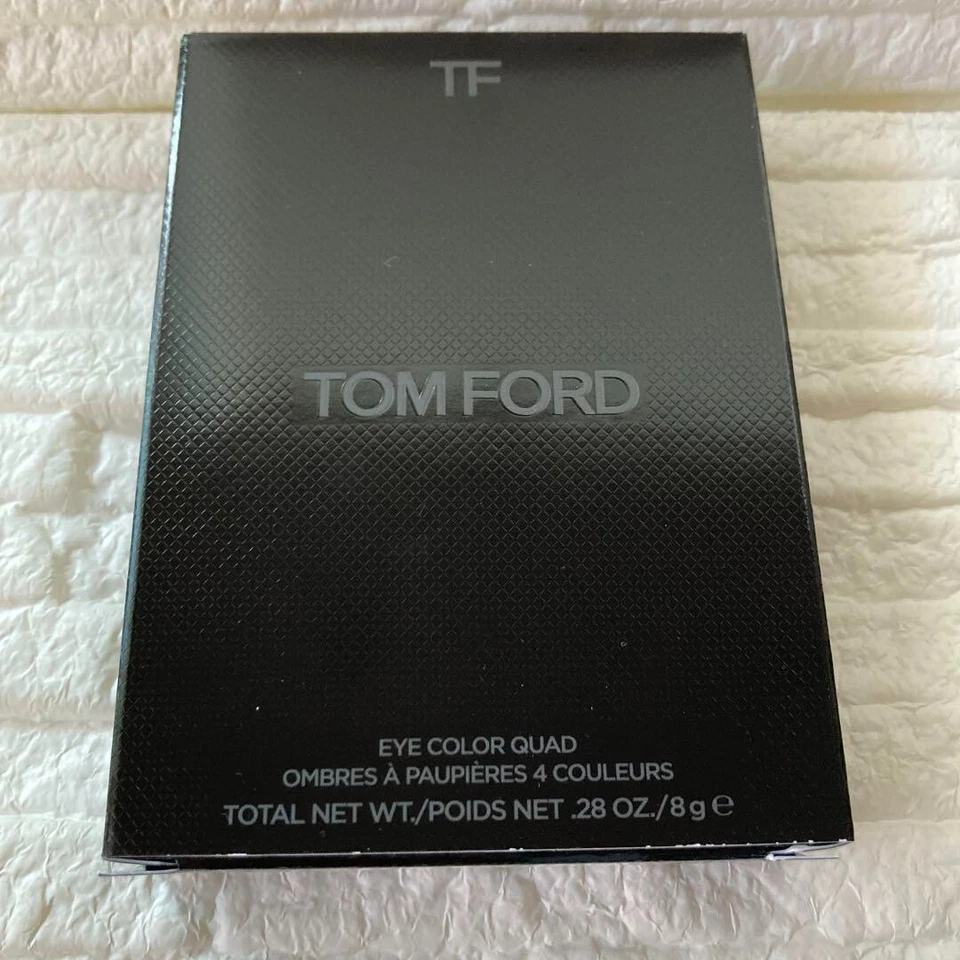 TF
TOM FORD
EYE COLOR QUAD
OMBRES À PAUPIÈRES 4 COULEURS
TOTAL NET WT./POIDS NET .28 OZ./8 g ℮